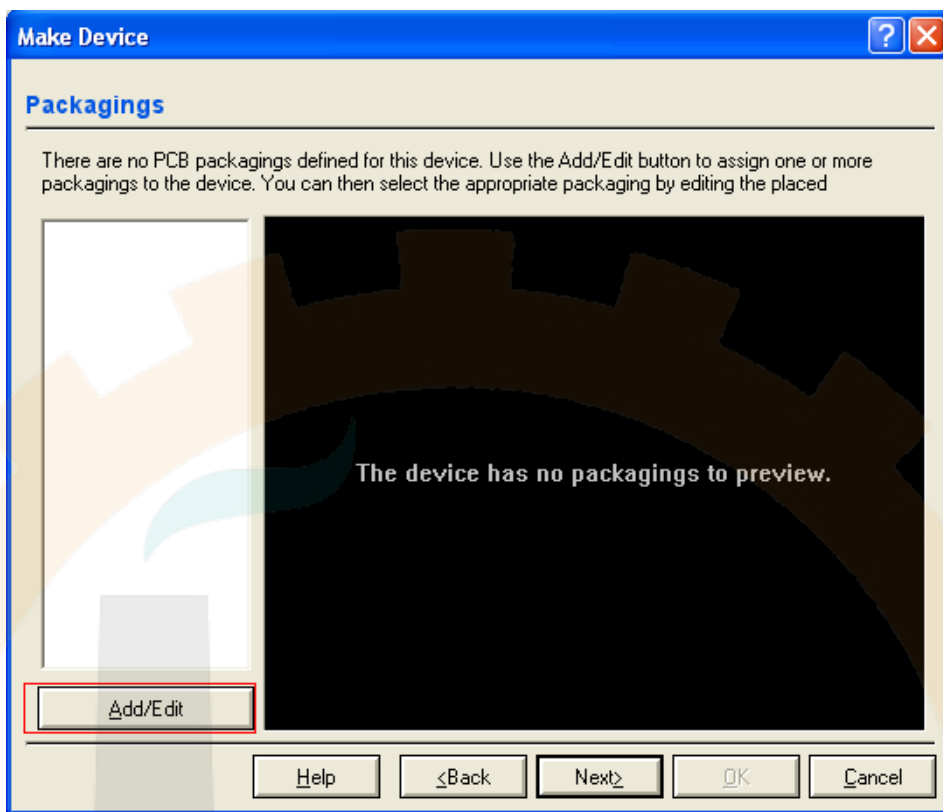 Make Device
Packagings
There are no PCB packagings defined for this device. Use the Add/Edit button to assign one or more
packagings to the device. You can then select the appropriate packaging by editing the placed
The device has no packagings to preview.
Add/Edit
Help <Back Next> OK Cancel